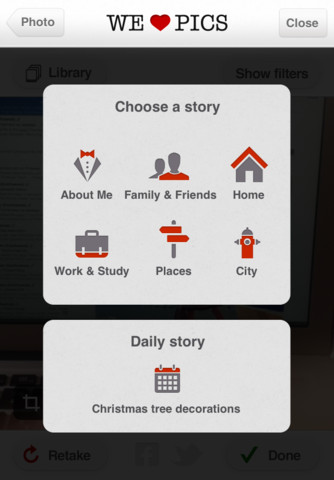 Photo
WE PICS
Close
Library
Show filters
Choose a story
About Me
Family & Friends
Home
Work & Study
Places
City
Daily story
Christmas tree decorations
Retake
Done